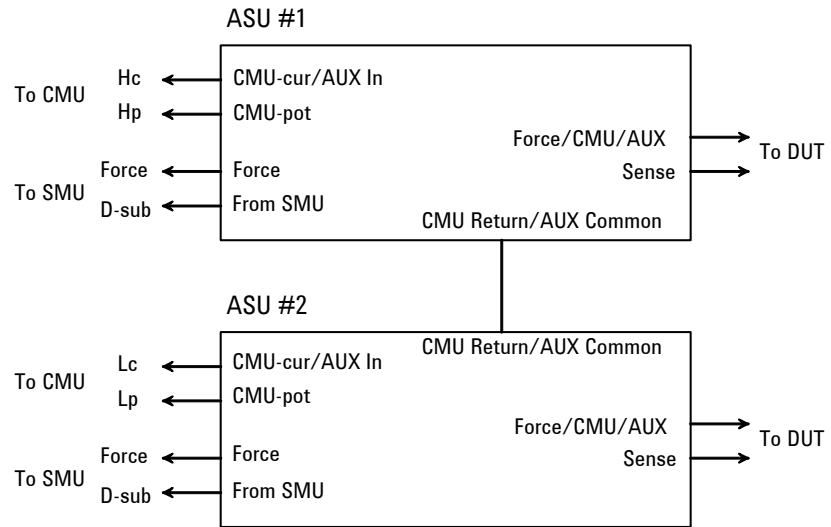 ASU #1
To CMU
Hc
CMU-cur/AUX In
Hp
CMU-pot
Force/CMU/AUX
To DUT
Sense
To SMU
Force
Force
D-sub
From SMU
CMU Return/AUX Common
ASU #2
CMU Return/AUX Common
To CMU
Lc
CMU-cur/AUX In
Lp
CMU-pot
Force/CMU/AUX
To DUT
Sense
To SMU
Force
Force
D-sub
From SMU